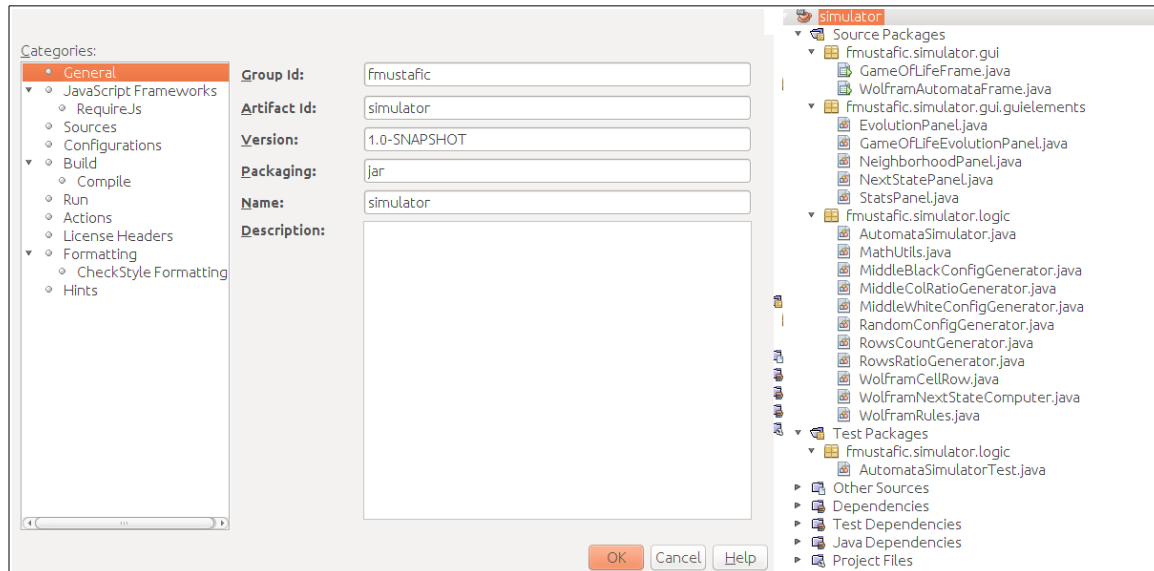 Categories:
General
JavaScript Frameworks
RequireJs
Sources
Configurations
Build
Compile
Run
Actions
License Headers
Formatting
CheckStyle Formatting
Hints
Group Id: fmustafic
Artifact Id: simulator
Version: 1.0-SNAPSHOT
Packaging: jar
Name: simulator
Description:
OK Cancel Help
simulator
Source Packages
fmustafic.simulator.gui
GameOfLifeFrame.java
WolframAutomataFrame.java
fmustafic.simulator.gui.guielements
EvolutionPanel.java
GameOfLifeEvolutionPanel.java
NeighborhoodPanel.java
NextStatePanel.java
StatsPanel.java
fmustafic.simulator.logic
AutomataSimulator.java
MathUtils.java
MiddleBlackConfigGenerator.java
MiddleColRatioGenerator.java
MiddleWhiteConfigGenerator.java
RandomConfigGenerator.java
RowsCountGenerator.java
RowsRatioGenerator.java
WolframCellRow.java
WolframNextStateComputer.java
WolframRules.java
Test Packages
fmustafic.simulator.logic
AutomataSimulatorTest.java
Other Sources
Dependencies
Test Dependencies
Java Dependencies
Project Files